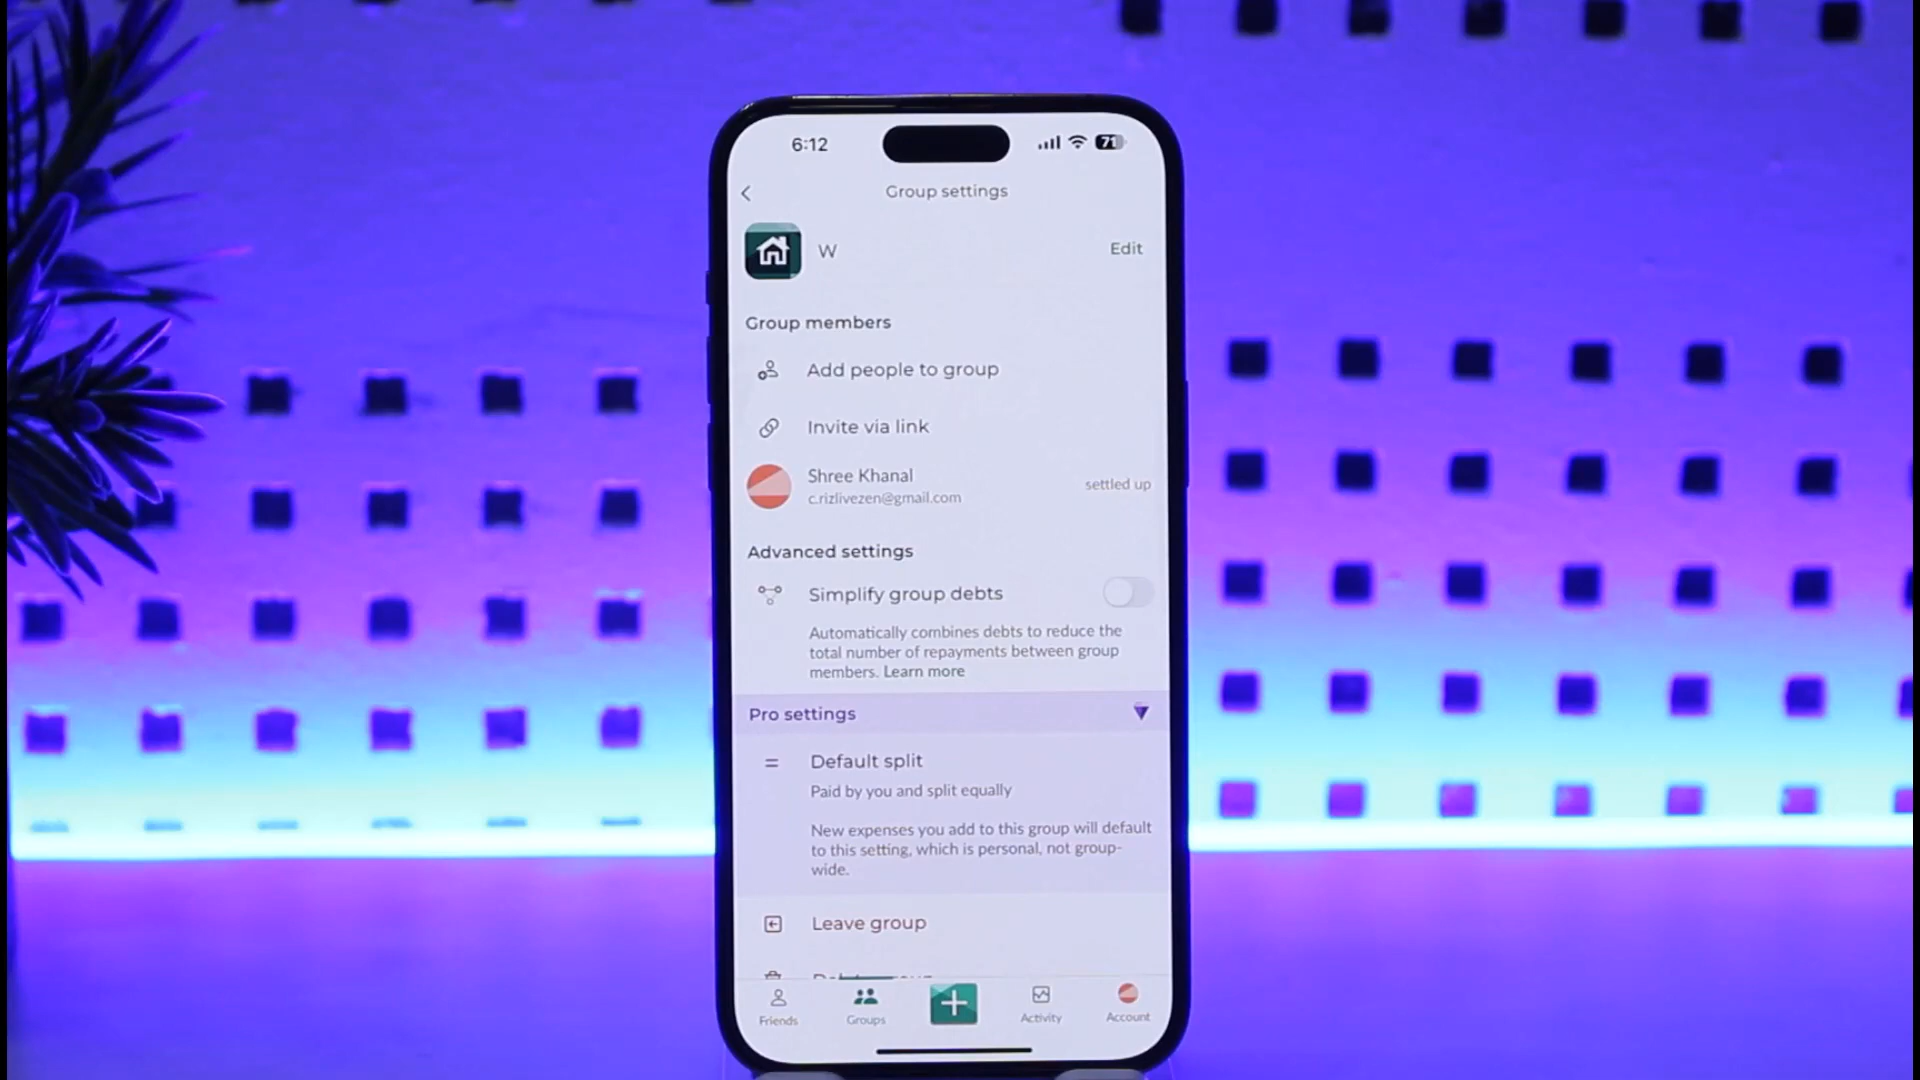 6:12
71
Group settings
W
Edit
Group members
Add people to group
Invite via link
Shree Khanal
c.rizlivezen@gmail.com
settled up
Advanced settings
Simplify group debts
Automatically combines debts to reduce the
total number of repayments between group
members. Learn more
Pro settings
Default split
Paid by you and split equally
New expenses you add to this group will default
to this setting, which is personal, not group-
wide.
Leave group
Friends
Groups
Activity
Account